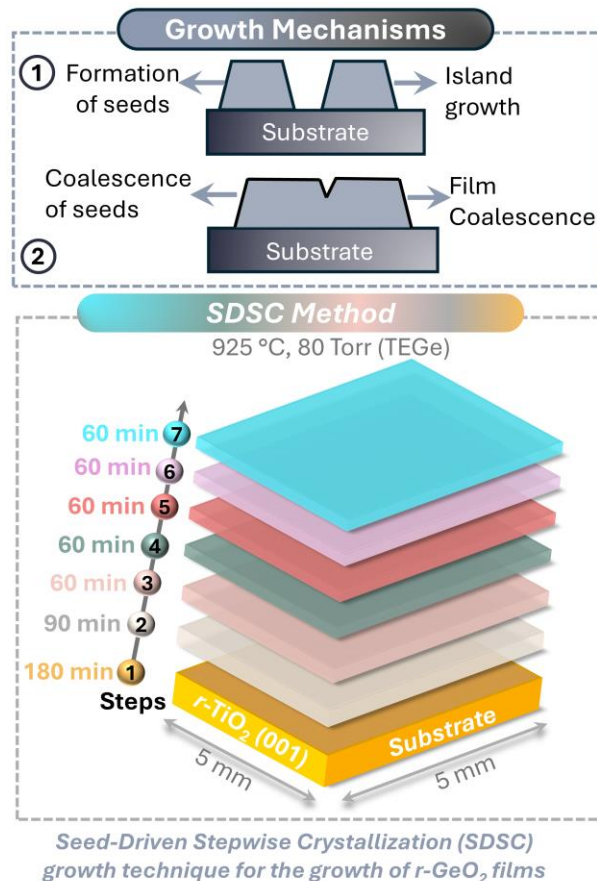 Growth Mechanisms
1
Formation
of seeds
Island
growth
Substrate
Coalescence
of seeds
Film
Coalescence
Substrate
2
SDSC Method
925 °C, 80 Torr (TEGe)
60 min 7
60 min 6
60 min 5
60 min 4
60 min 3
90 min 2
180 min 1
Steps
r-TiO₂ (001)
Substrate
5 mm
5 mm
Seed-Driven Stepwise Crystallization (SDSC)
growth technique for the growth of r-GeO₂ films